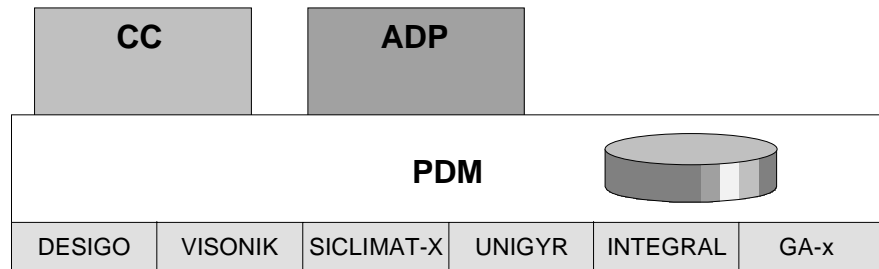 CC ADP
PDM
DESIGO VISONIK SICLIMAT-X UNIGYR INTEGRAL GA-x